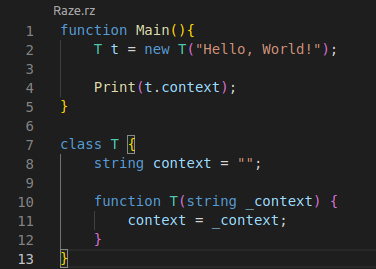 Raze.rz
1 function Main(){
2     T t = new T("Hello, World!");
3
4     Print(t.context);
5 }
6
7 class T {
8     string context = "";
9
10     function T(string _context) {
11         context = _context;
12     }
13 }